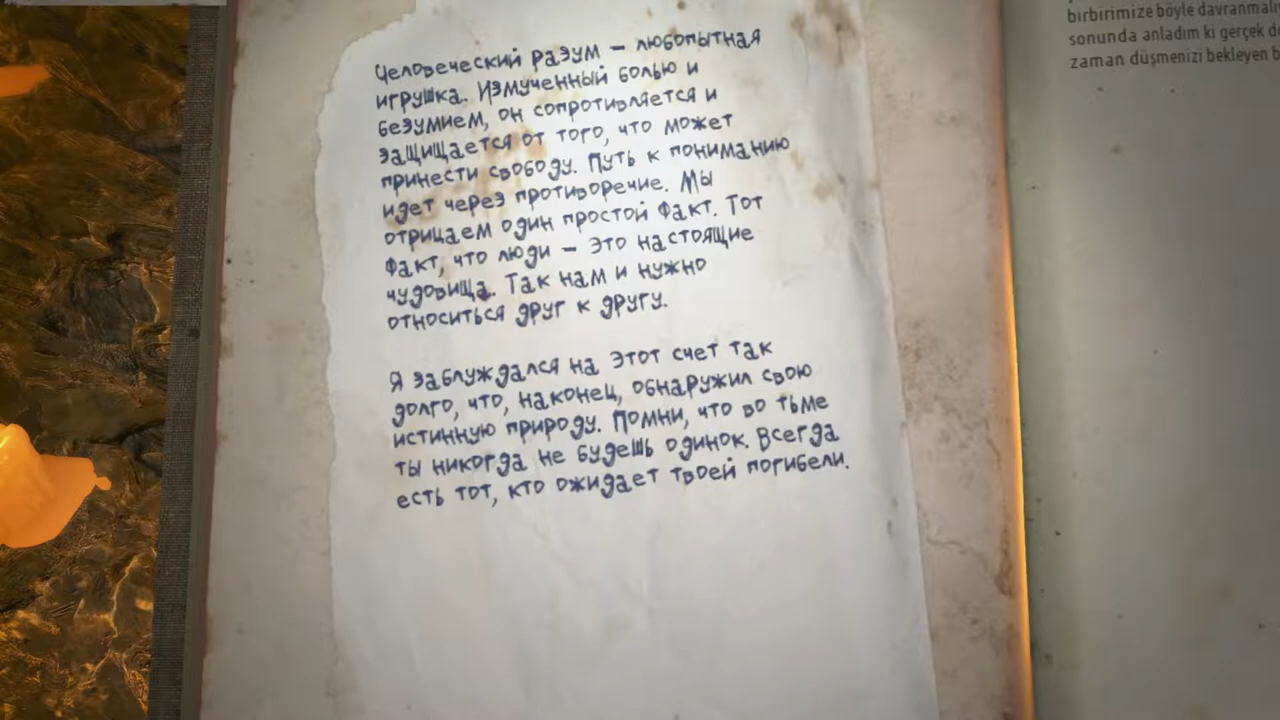 Человеческий разум – любопытная
игрушка. Измученный болью и
безумием, он сопротивляется и
защищается от того, что может
принести свободу. Путь к пониманию
идет через противоречие. Мы
отрицаем один простой факт. Тот
факт, что люди – это настоящие
чудовища. Так нам и нужно
относиться друг к другу.
Я заблуждался на этот счет так
долго, что, наконец, обнаружил свою
истинную природу. Помни, что во тьме
ты никогда не будешь одинок. Всегда
есть тот, кто ожидает твоей погибели.
birbirimize böyle
sonunda anladım ki gerçek
zaman düşmenizi bekleyen